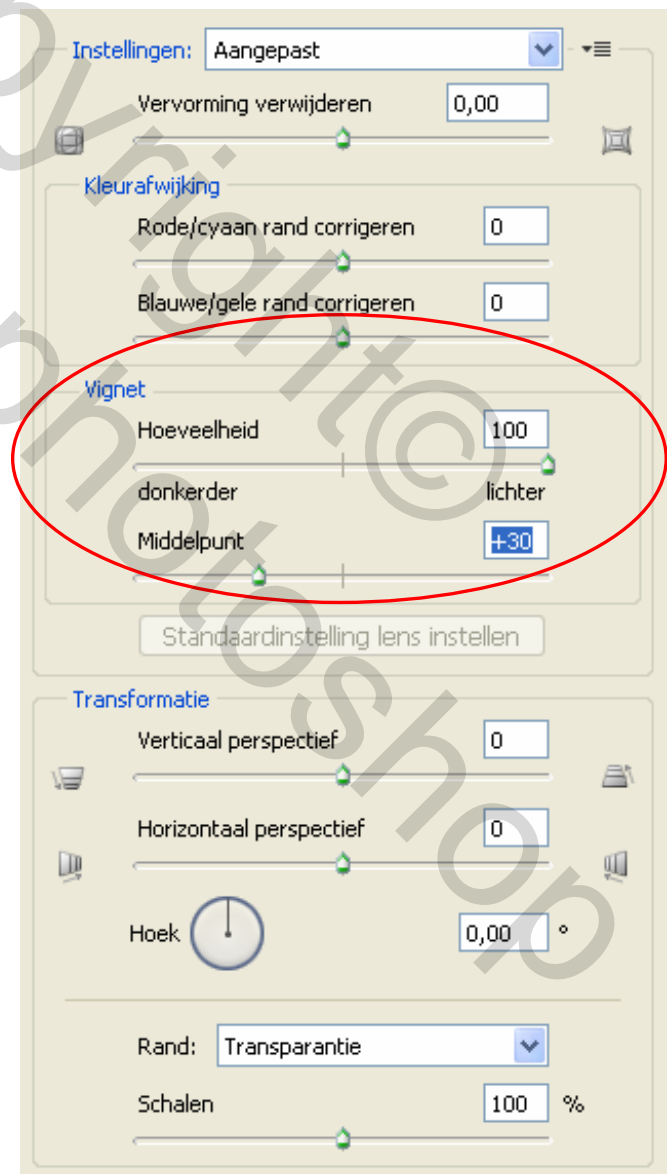 Instellingen: Aangepast
Vervorming verwijderen 0,00
Kleurafwijking
Rode/cyaan rand corrigeren 0
Blauwe/gele rand corrigeren 0
Vignet
Hoeveelheid 100
donkerder lichter
Middelpunt +30
Standaardinstelling lens instellen
Transformatie
Verticaal perspectief 0
Horizontaal perspectief 0
Hoek 0,00 °
Rand: Transparantie
Schalen 100 %